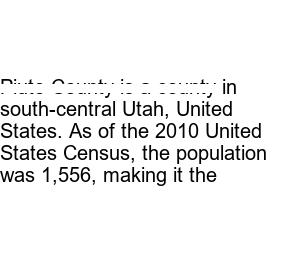 Piute County is a county in
south-central Utah, United
States. As of the 2010 United
States Census, the population
was 1,556, making it the